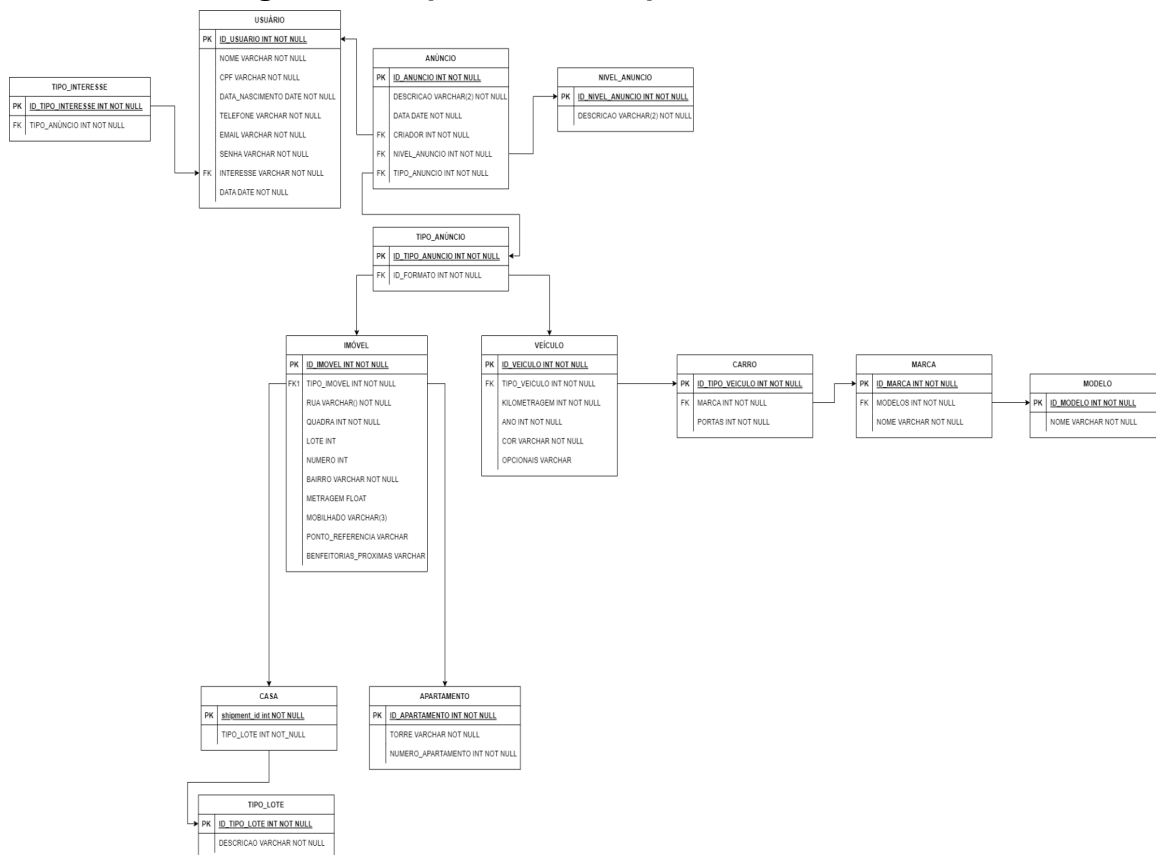 USUÁRIO
PK ID_USUARIO INT NOT NULL
NOME VARCHAR NOT NULL
CPF VARCHAR NOT NULL
DATA_NASCIMENTO DATE NOT NULL
TELEFONE VARCHAR NOT NULL
EMAIL VARCHAR NOT NULL
SENHA VARCHAR NOT NULL
FK INTERESSE VARCHAR NOT NULL
DATA DATE NOT NULL
ANÚNCIO
PK ID_ANUNCIO INT NOT NULL
DESCRICAO VARCHAR(2) NOT NULL
DATA DATE NOT NULL
FK CRIADOR INT NOT NULL
FK NIVEL_ANUNCIO INT NOT NULL
FK TIPO_ANUNCIO INT NOT NULL
NIVEL_ANUNCIO
PK ID_NIVEL_ANUNCIO INT NOT NULL
DESCRICAO VARCHAR(2) NOT NULL
TIPO_INTERESSE
PK ID_TIPO_INTERESSE INT NOT NULL
FK TIPO_ANÚNCIO INT NOT NULL
TIPO_ANÚNCIO
PK ID_TIPO_ANUNCIO INT NOT NULL
FK ID_FORMATO INT NOT NULL
IMÓVEL
PK ID_IMOVEL INT NOT NULL
FK1 TIPO_IMOVEL INT NOT NULL
RUA VARCHAR() NOT NULL
QUADRA INT NOT NULL
LOTE INT
NUMERO INT
BAIRRO VARCHAR NOT NULL
METRAGEM FLOAT
MOBILHADO VARCHAR(3)
PONTO_REFERENCIA VARCHAR
BENFEITORIAS_PROXIMAS VARCHAR
VEÍCULO
PK ID_VEICULO INT NOT NULL
FK TIPO_VEICULO INT NOT NULL
KILOMETRAGEM INT NOT NULL
ANO INT NOT NULL
COR VARCHAR NOT NULL
OPCIONAIS VARCHAR
CARRO
PK ID_TIPO_VEICULO INT NOT NULL
FK MARCA INT NOT NULL
PORTAS INT NOT NULL
MARCA
PK ID_MARCA INT NOT NULL
FK MODELOS INT NOT NULL
NOME VARCHAR NOT NULL
MODELO
PK ID_MODELO INT NOT NULL
NOME VARCHAR NOT NULL
CASA
PK shipment_id int NOT NULL
TIPO_LOTE INT NOT_NULL
APARTAMENTO
PK ID_APARTAMENTO INT NOT NULL
TORRE VARCHAR NOT NULL
NUMERO_APARTAMENTO INT NOT NULL
TIPO_LOTE
PK ID_TIPO_LOTE INT NOT NULL
DESCRICAO VARCHAR NOT NULL